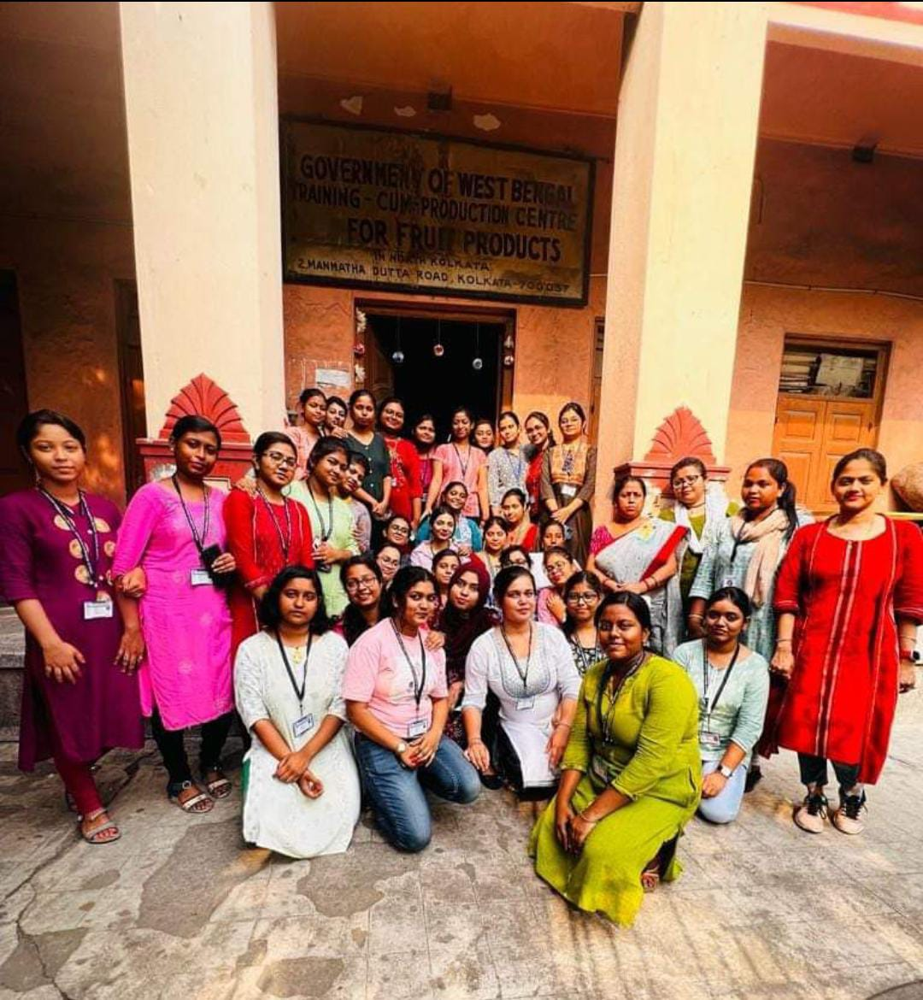 GOVERNMENT OF WEST BENGAL
TRAINING - CUM-PRODUCTION CENTRE
FOR FRUIT PRODUCTS
IN NORTH KOLKATA
2, MANMATHA DUTTA ROAD, KOLKATA-700037